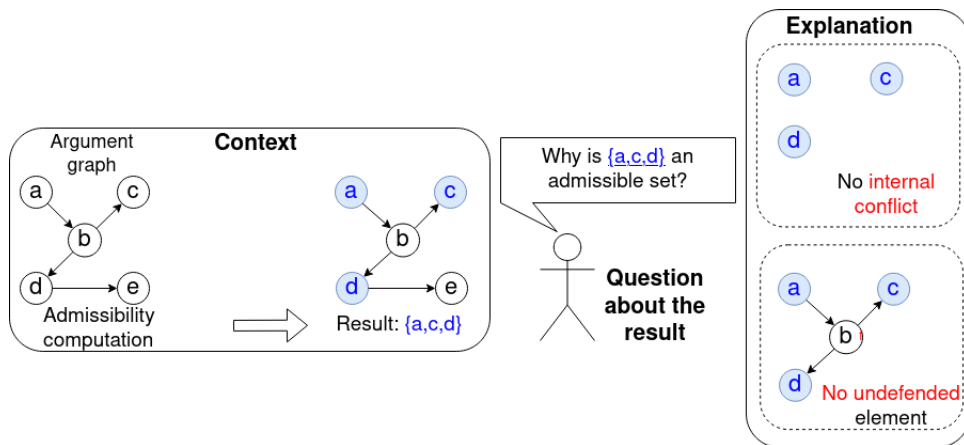 Context
Argument
graph
a
c
b
d
e
Admissibility
computation
a
c
b
d
e
Result: {a,c,d}
Why is {a,c,d} an
admissible set?
Question
about the
result
Explanation
a
c
d
No internal
conflict
a
c
b
d
No undefended
element